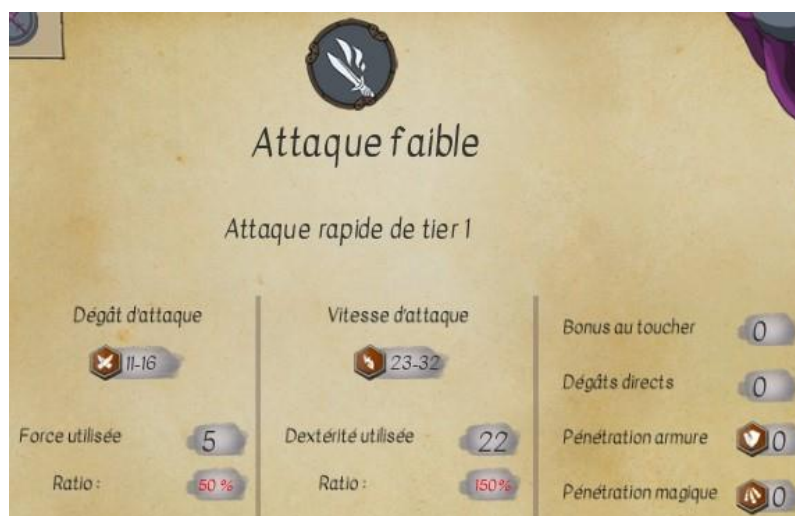 Attaque faible
Attaque rapide de tier 1
Dégât d'attaque
11-16
Force utilisée 5
Ratio : 50 %
Vitesse d'attaque
23-32
Dextérité utilisée 22
Ratio : 150%
Bonus au toucher 0
Dégâts directs 0
Pénétration armure 0
Pénétration magique 0